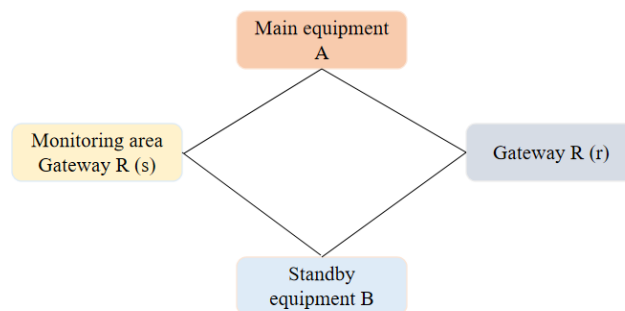 Main equipment
A
Monitoring area
Gateway R (s)
Gateway R (r)
Standby
equipment B